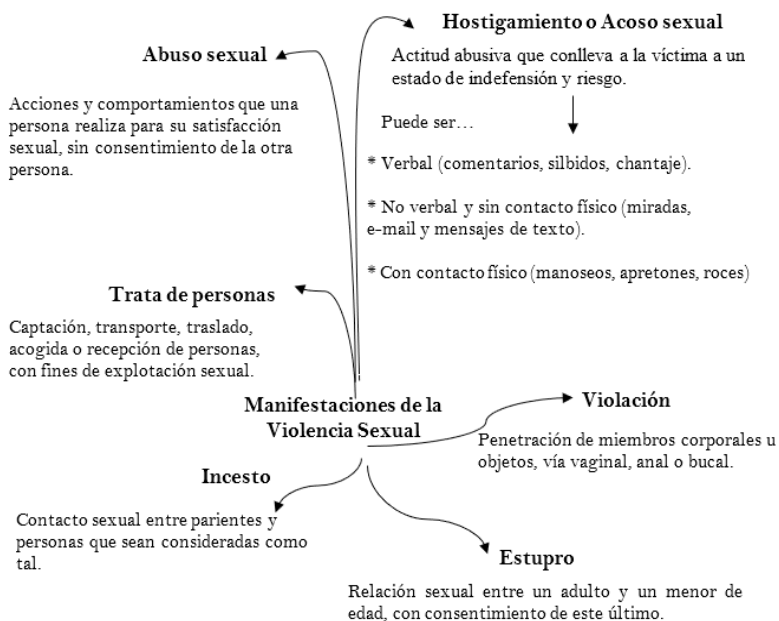 Hostigamiento o Acoso sexual
Actitud abusiva que conlleva a la víctima a un
estado de indefensión y riesgo.
Puede ser…
* Verbal (comentarios, silbidos, chantaje).
* No verbal y sin contacto físico (miradas,
e-mail y mensajes de texto).
* Con contacto físico (manoseos, apretones, roces)
Abuso sexual
Acciones y comportamientos que una
persona realiza para su satisfacción
sexual, sin consentimiento de la otra
persona.
Trata de personas
Captación, transporte, traslado,
acogida o recepción de personas,
con fines de explotación sexual.
Manifestaciones de la
Violencia Sexual
Violación
Penetración de miembros corporales u
objetos, vía vaginal, anal o bucal.
Incesto
Contacto sexual entre parientes y
personas que sean consideradas como
tal.
Estupro
Relación sexual entre un adulto y un menor de
edad, con consentimiento de este último.